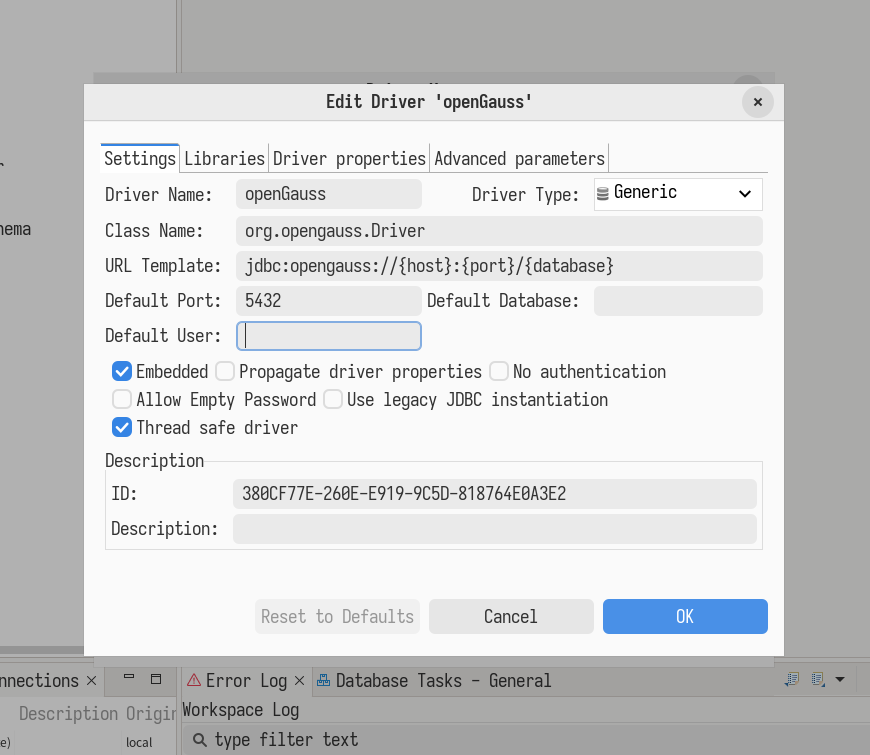 Edit Driver 'openGauss'
Settings Libraries Driver properties Advanced parameters
Driver Name: openGauss Driver Type: Generic
Class Name: org.opengauss.Driver
URL Template: jdbc:opengauss://{host}:{port}/{database}
Default Port: 5432 Default Database:
Default User:
Embedded Propagate driver properties No authentication
Allow Empty Password Use legacy JDBC instantiation
Thread safe driver
Description
ID: 380CF77E-260E-E919-9C5D-818764E0A3E2
Description:
Reset to Defaults Cancel OK
Error Log Database Tasks - General
Description
Workspace Log
local
type filter text